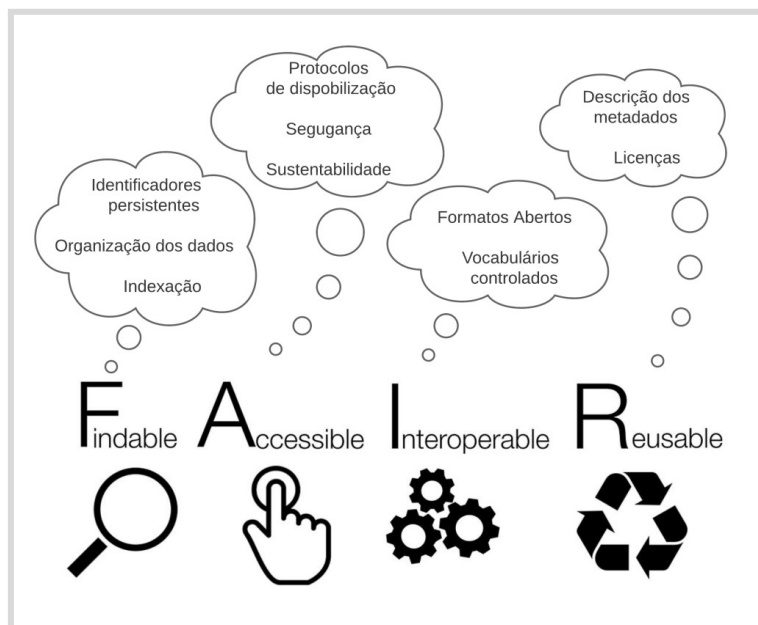 Protocolos
de dispobilização
Segugança
Sustentabilidade
Descrição dos
metadados
Licenças
Identificadores
persistentes
Organização dos dados
Indexação
Formatos Abertos
Vocabulários
controlados
Findable Accessible Interoperable Reusable